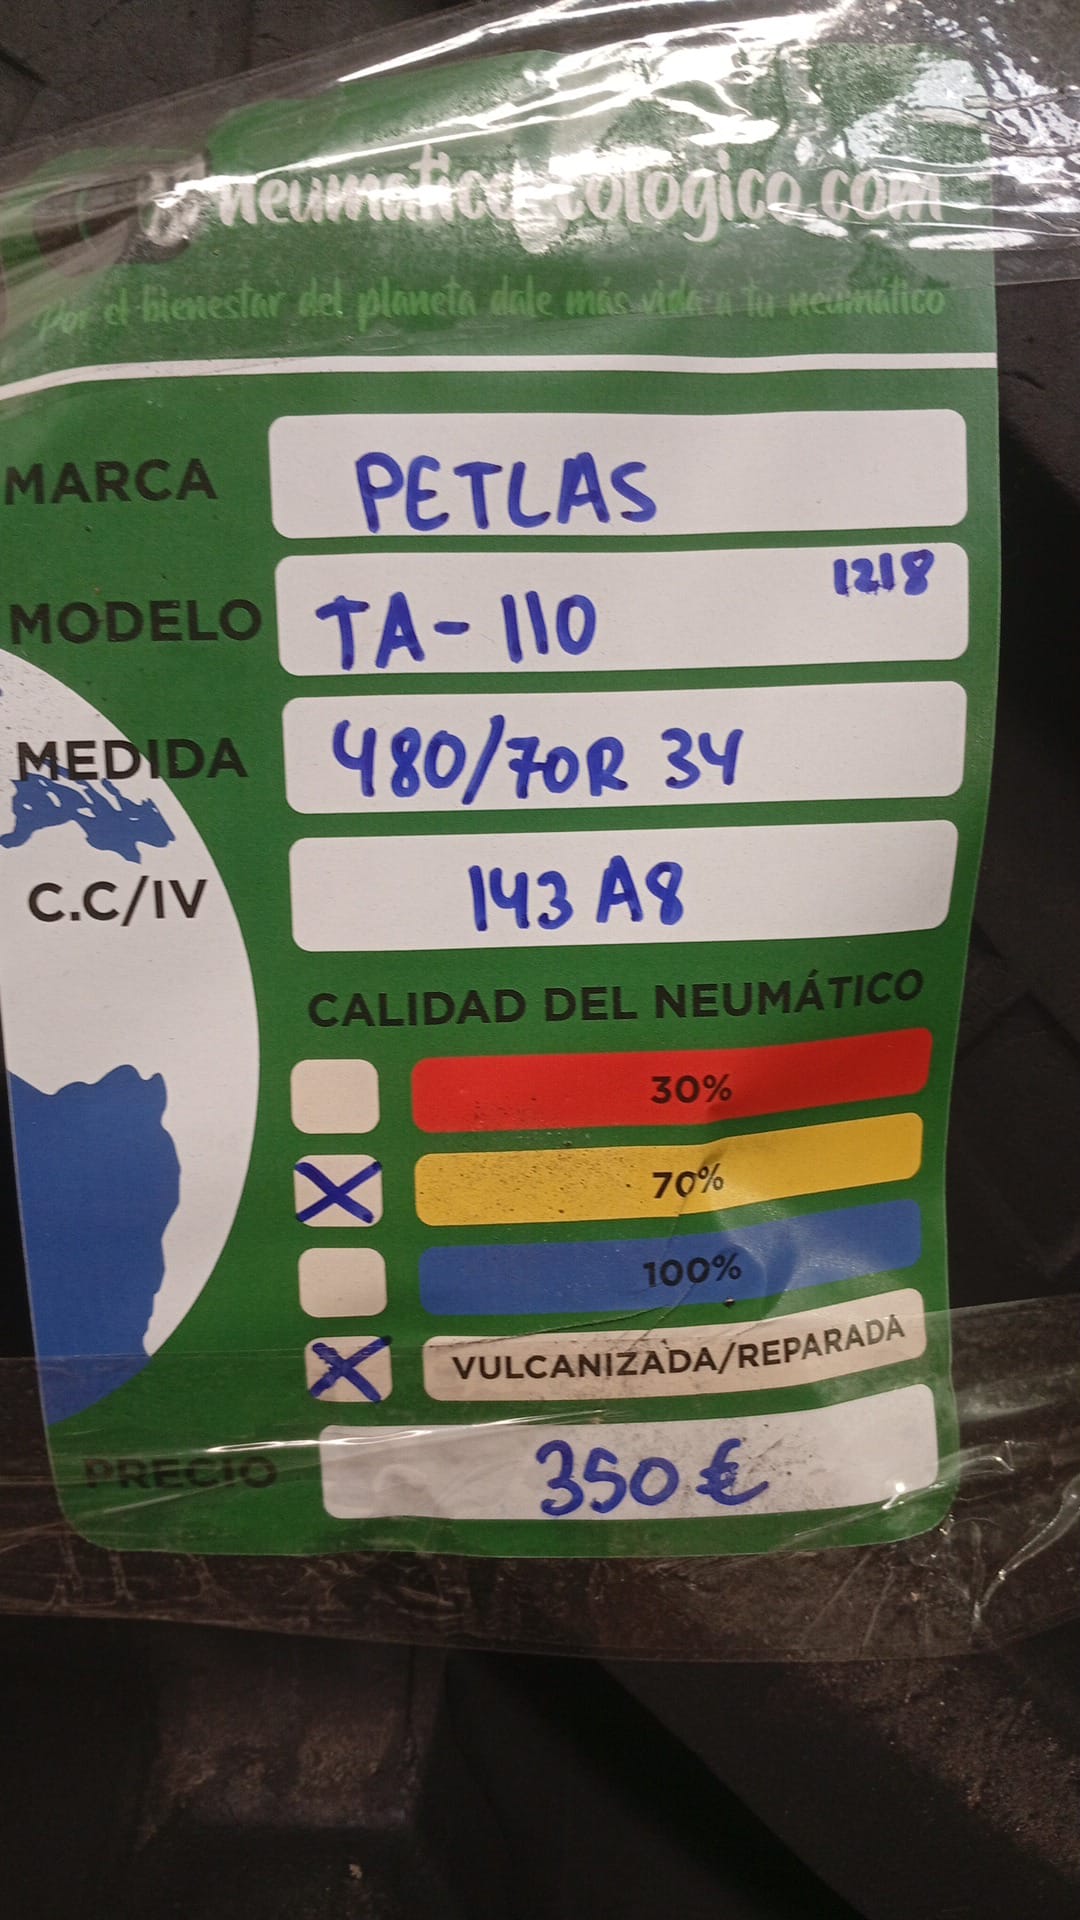 neumaticoecologico.com
Por el bienestar del planeta dale más vida a tu neumático
MARCA PETLAS
MODELO TA-110 1218
MEDIDA 480/70R 34
C.C/IV 143 A8
CALIDAD DEL NEUMÁTICO
30%
X 70%
100%
X VULCANIZADA/REPARADA
PRECIO 350 €